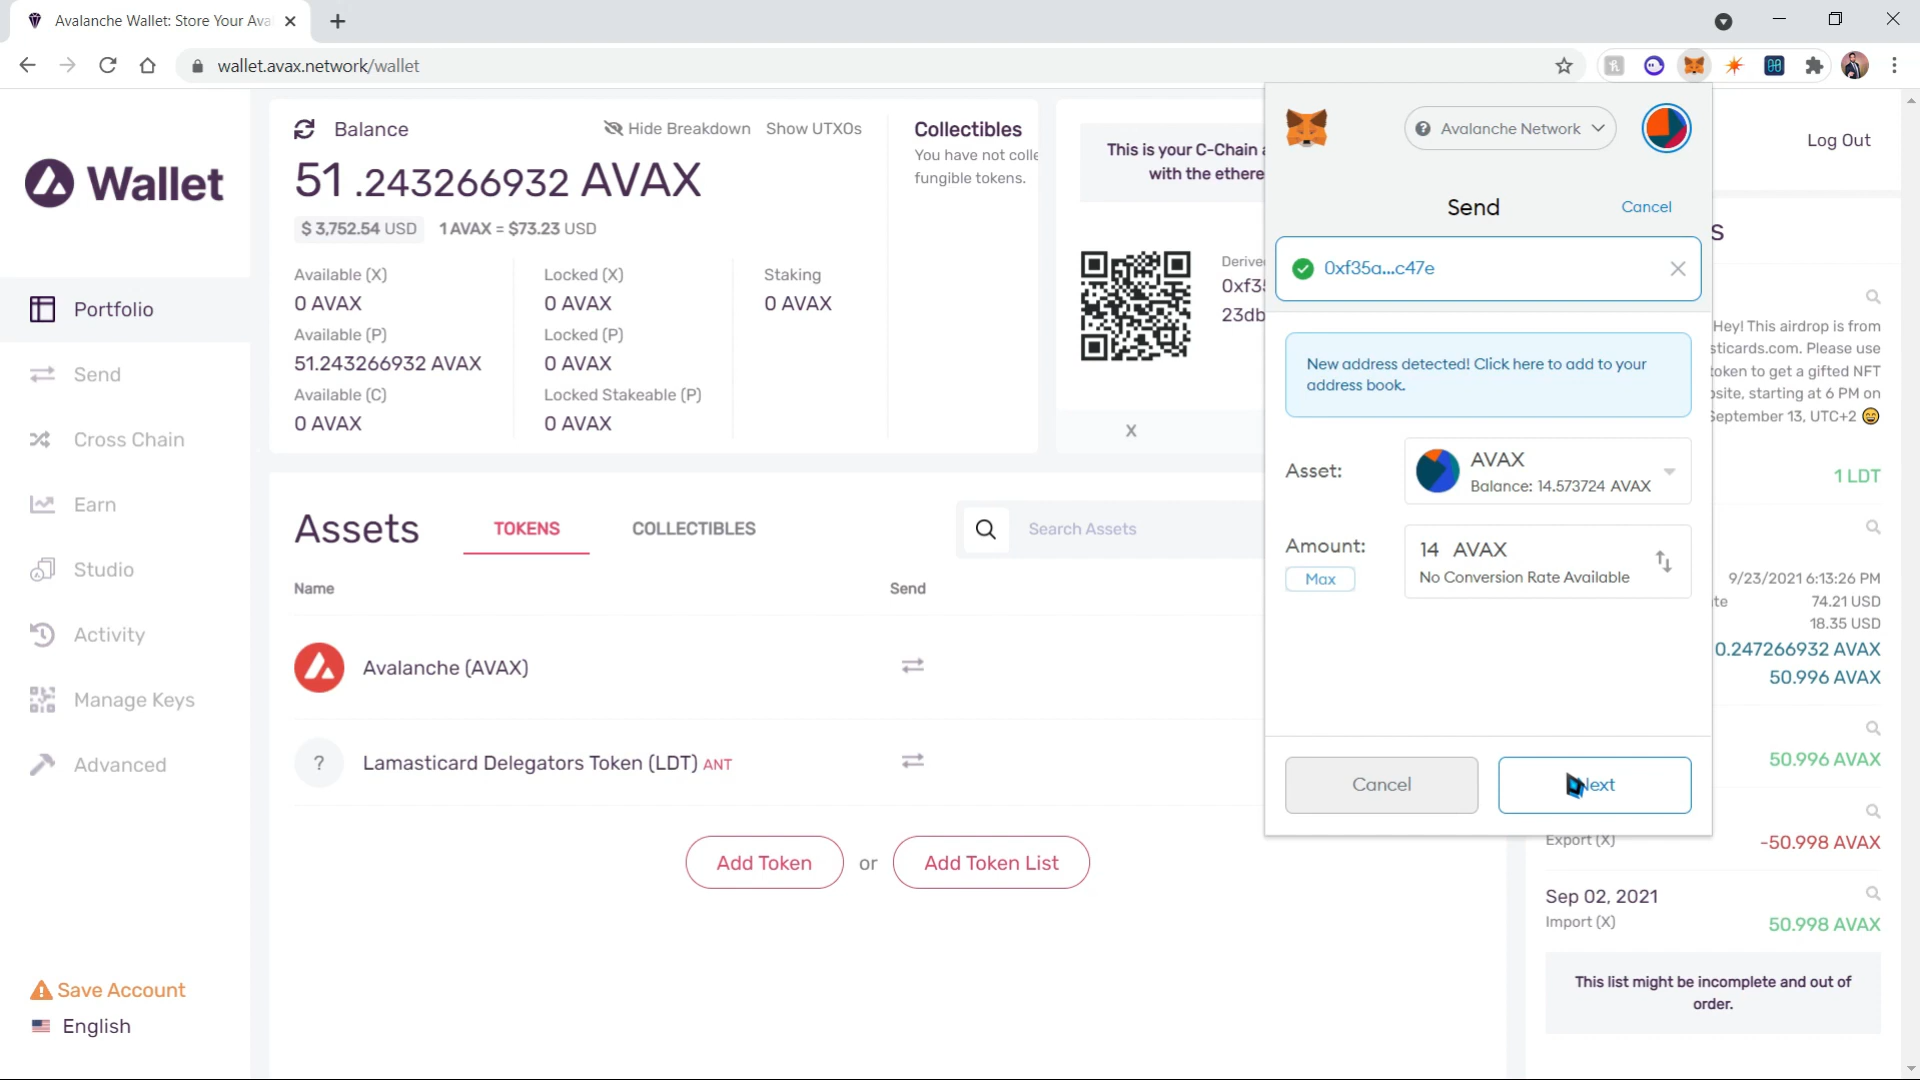 Avalanche Wallet: Store Your Ava
wallet.avax.network/wallet
Wallet
Portfolio
Send
Cross Chain
Earn
Studio
Activity
Manage Keys
Advanced
Save Account
English
Balance
Hide Breakdown
Show UTXOs
51.243266932 AVAX
$ 3,752.54 USD
1 AVAX = $73.23 USD
Available (X)
0 AVAX
Available (P)
51.243266932 AVAX
Available (C)
0 AVAX
Locked (X)
0 AVAX
Locked (P)
0 AVAX
Locked Stakeable (P)
0 AVAX
Staking
0 AVAX
Collectibles
You have not colle
fungible tokens.
This is your C-Chain a
with the ethere
Derive
0xf3
23db
X
Assets
TOKENS
COLLECTIBLES
Search Assets
Name
Send
Avalanche (AVAX)
?
Lamasticard Delegators Token (LDT) ANT
Add Token
or
Add Token List
? Avalanche Network
Send
Cancel
0xf35a...c47e
New address detected! Click here to add to your
address book.
Asset:
AVAX
Balance: 14.573724 AVAX
Amount:
Max
14 AVAX
No Conversion Rate Available
Cancel
Next
Log Out
s
Hey! This airdrop is from
sticards.com. Please use
token to get a gifted NFT
osite, starting at 6 PM on
September 13, UTC+2
1 LDT
9/23/2021 6:13:26 PM
te
74.21 USD
18.35 USD
0.247266932 AVAX
50.996 AVAX
50.996 AVAX
Export (X)
-50.998 AVAX
Sep 02, 2021
Import (X)
50.998 AVAX
This list might be incomplete and out of
order.